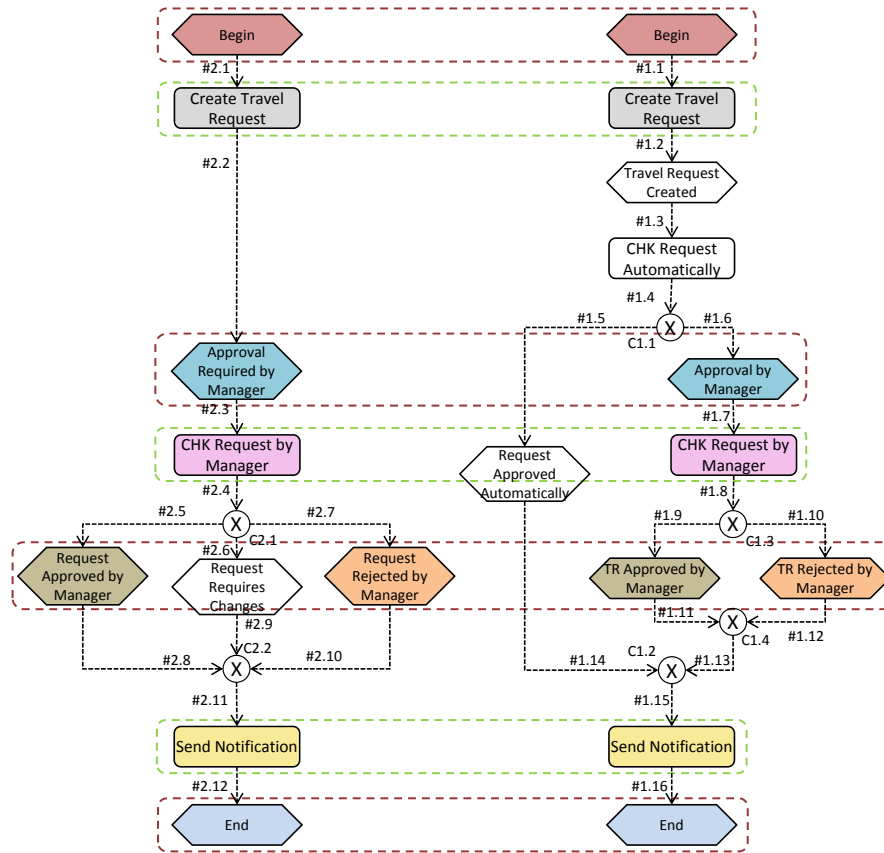 Begin
Begin
#2.1
#1.1
Create Travel
Request
Create Travel
Request
#2.2
#1.2
Travel Request
Created
#1.3
CHK Request
Automatically
#1.4
#1.5
#1.6
X
C1.1
Approval
Required by
Manager
Approval by
Manager
#2.3
#1.7
CHK Request by
Manager
CHK Request by
Manager
Request
Approved
Automatically
#2.4
#1.8
#2.5
X
#2.7
C2.1
#1.9
X
#1.10
C1.3
#2.6
Request
Approved by
Manager
Request
Requires
Changes
Request
Rejected by
Manager
TR Approved by
Manager
TR Rejected by
Manager
#2.9
#1.11
X
#1.12
C1.4
C2.2
#2.8
X
#2.10
C1.2
#1.14
X
#1.13
#2.11
#1.15
Send Notification
Send Notification
#2.12
#1.16
End
End